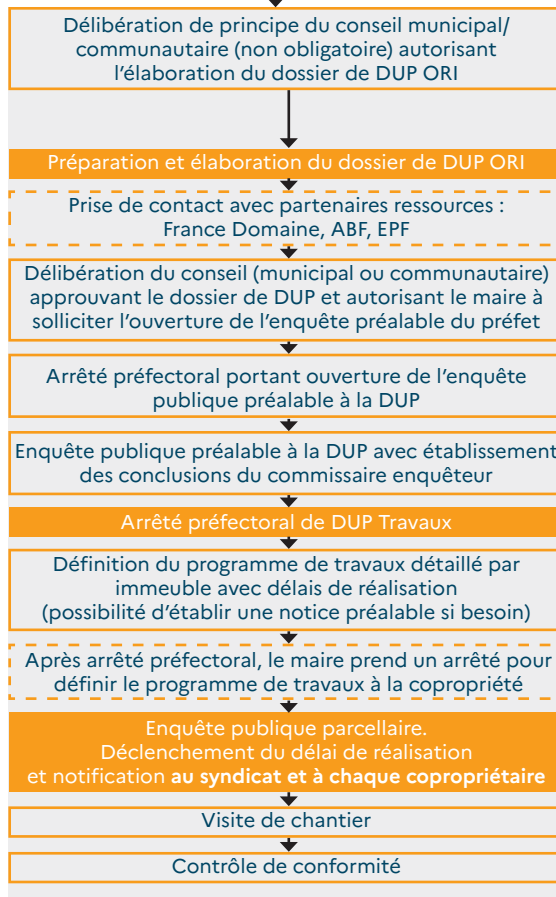 Délibération de principe du conseil municipal/
communautaire (non obligatoire) autorisant
l'élaboration du dossier de DUP ORI
Préparation et élaboration du dossier de DUP ORI
Prise de contact avec partenaires ressources :
France Domaine, ABF, EPF
Délibération du conseil (municipal ou communautaire)
approuvant le dossier de DUP et autorisant le maire à
solliciter l'ouverture de l'enquête préalable du préfet
Arrêté préfectoral portant ouverture de l'enquête
publique préalable à la DUP
Enquête publique préalable à la DUP avec établissement
des conclusions du commissaire enquêteur
Arrêté préfectoral de DUP Travaux
Définition du programme de travaux détaillé par
immeuble avec délais de réalisation
(possibilité d'établir une notice préalable si besoin)
Après arrêté préfectoral, le maire prend un arrêté pour
définir le programme de travaux à la copropriété
Enquête publique parcellaire.
Déclenchement du délai de réalisation
et notification au syndicat et à chaque copropriétaire
Visite de chantier
Contrôle de conformité